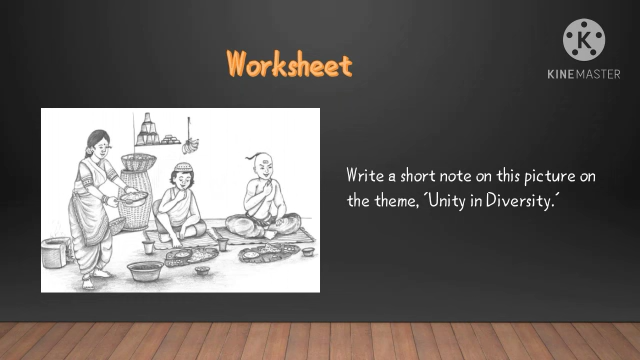 Worksheet
K
KINEMASTER
Write a short note on this picture on
the theme, ‘Unity in Diversity.’